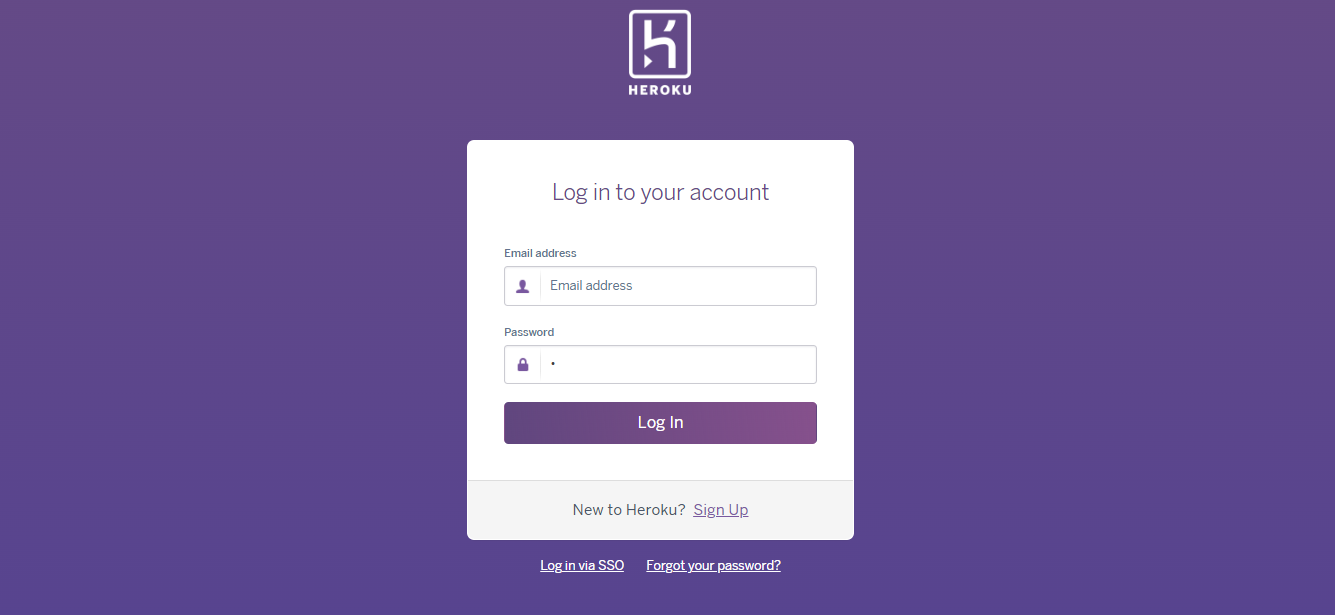 HEROKU
Log in to your account
Email address
Email address
Password
•
Log In
New to Heroku? Sign Up
Log in via SSO Forgot your password?